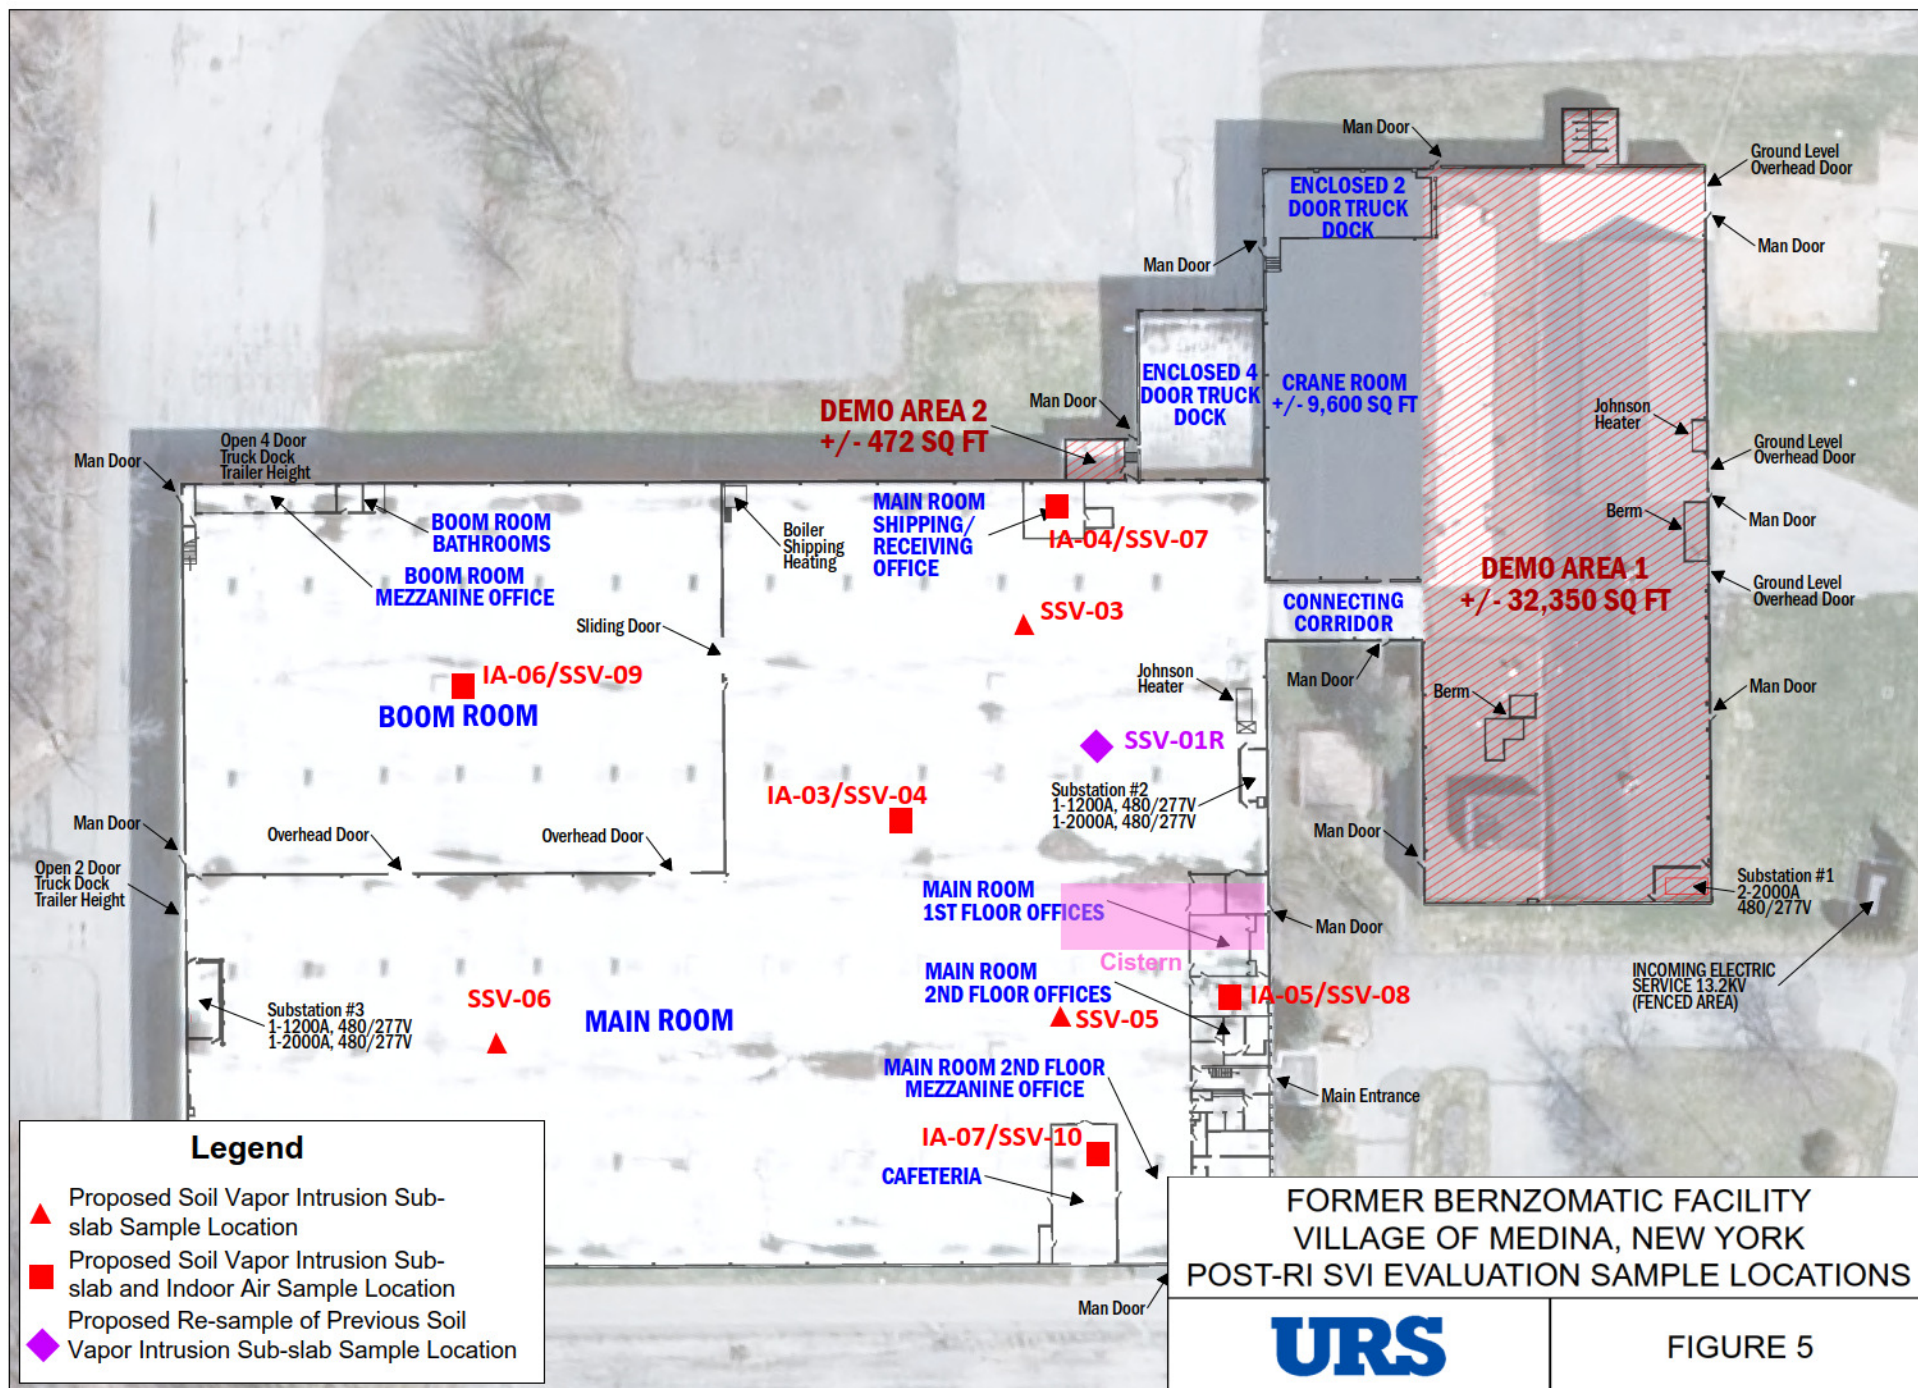 Man Door
Ground Level
Overhead Door
ENCLOSED 2
DOOR TRUCK
DOCK
Man Door
Man Door
ENCLOSED 4
DOOR TRUCK
DOCK
CRANE ROOM
+/- 9,600 SQ FT
Man Door
DEMO AREA 2
+/- 472 SQ FT
Johnson
Heater
Ground Level
Overhead Door
Open 4 Door
Truck Dock
Trailer Height
Man Door
BOOM ROOM
BATHROOMS
Boiler
Shipping
Heating
MAIN ROOM
SHIPPING/
RECEIVING
OFFICE
IA-04/SSV-07
Berm
Man Door
BOOM ROOM
MEZZANINE OFFICE
DEMO AREA 1
+/- 32,350 SQ FT
Ground Level
Overhead Door
CONNECTING
CORRIDOR
SSV-03
Sliding Door
IA-06/SSV-09
BOOM ROOM
Johnson
Heater
Man Door
Berm
Man Door
SSV-01R
IA-03/SSV-04
Substation #2
1-1200A, 480/277V
1-2000A, 480/277V
Man Door
Man Door
Overhead Door
Overhead Door
Open 2 Door
Truck Dock
Trailer Height
MAIN ROOM
1ST FLOOR OFFICES
Substation #1
2-2000A
480/277V
Man Door
Cistern
MAIN ROOM
2ND FLOOR OFFICES
INCOMING ELECTRIC
SERVICE 13.2KV
(FENCED AREA)
SSV-06
IA-05/SSV-08
Substation #3
1-1200A, 480/277V
1-2000A, 480/277V
MAIN ROOM
SSV-05
MAIN ROOM 2ND FLOOR
MEZZANINE OFFICE
Main Entrance
IA-07/SSV-10
CAFETERIA
Man Door
Legend
Proposed Soil Vapor Intrusion Sub-
slab Sample Location
Proposed Soil Vapor Intrusion Sub-
slab and Indoor Air Sample Location
Proposed Re-sample of Previous Soil
Vapor Intrusion Sub-slab Sample Location
FORMER BERNZOMATIC FACILITY
VILLAGE OF MEDINA, NEW YORK
POST-RI SVI EVALUATION SAMPLE LOCATIONS
URS
FIGURE 5